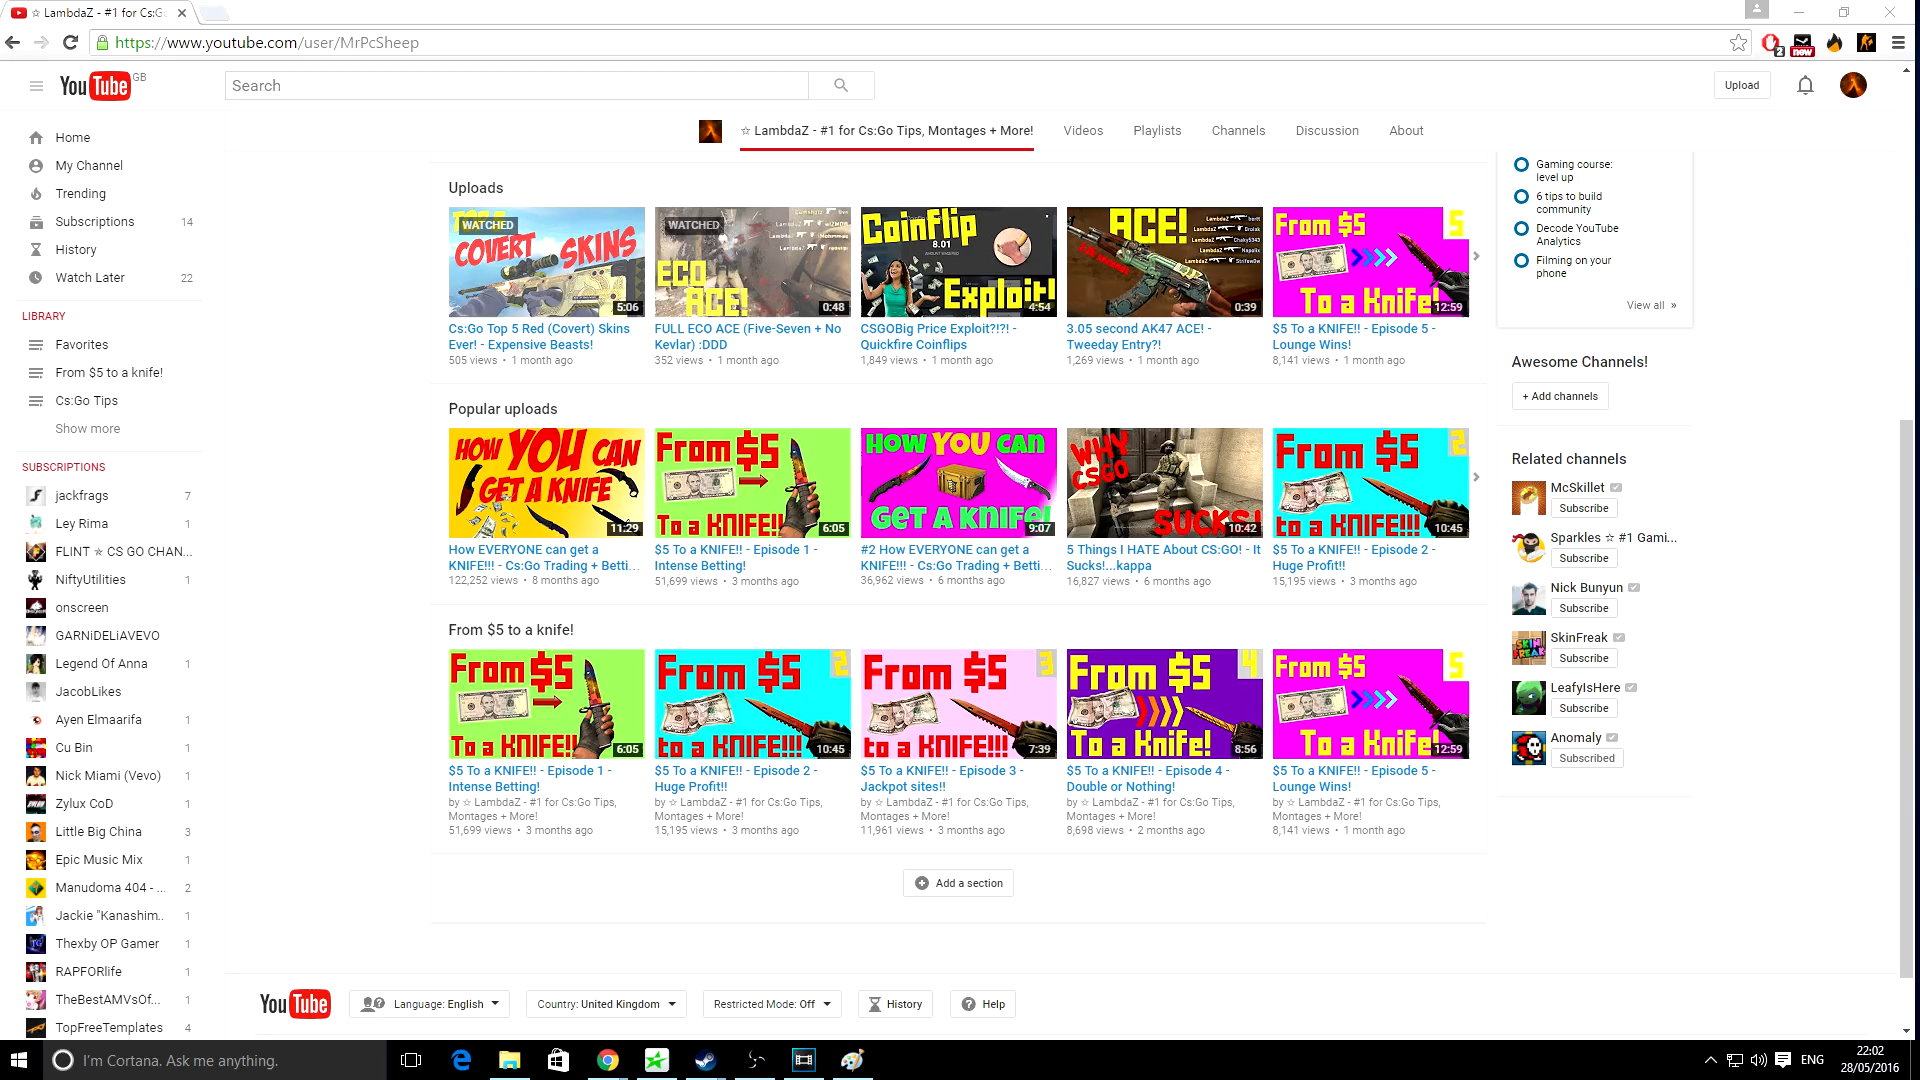 ☆ LambdaZ - #1 for Cs:Go
https://www.youtube.com/user/MrPcSheep
2
new
YouTube GB
Search
Upload
Home
My Channel
Trending
Subscriptions 14
History
Watch Later 22
LIBRARY
Favorites
From $5 to a knife!
Cs:Go Tips
Show more
SUBSCRIPTIONS
jackfrags 7
Ley Rima 1
FLINT ✯ CS GO CHAN...
NiftyUtilities 1
onscreen
GARNiDELiAVEVO
Legend Of Anna 1
JacobLikes
Ayen Elmaarifa 1
Cu Bin 1
Nick Miami (Vevo) 1
Zylux CoD 1
Little Big China 3
Epic Music Mix 1
Manudoma 404 - ... 2
Jackie "Kanashim.. 1
Thexby OP Gamer 1
RAPFORlife 1
TheBestAMVsOf... 1
TopFreeTemplates 4
☆ LambdaZ - #1 for Cs:Go Tips, Montages + More!
Videos
Playlists
Channels
Discussion
About
Uploads
WATCHED
COVERT SKINS
5:06
Cs:Go Top 5 Red (Covert) Skins
Ever! - Expensive Beasts!
505 views • 1 month ago
WATCHED
ECO
ACE!
0:48
FULL ECO ACE (Five-Seven + No
Kevlar) :DDD
352 views • 1 month ago
Coinflip
8.01
Exploit!
4:54
CSGOBig Price Exploit?!?! -
Quickfire Coinflips
1,849 views • 1 month ago
ACE!
0:39
3.05 second AK47 ACE! -
Tweeday Entry?!
1,269 views • 1 month ago
From $5 5
To a Knife!
12:59
$5 To a KNIFE!! - Episode 5 -
Lounge Wins!
8,141 views • 1 month ago
Popular uploads
HOW YOU CAN
GET A KNIFE
11:29
How EVERYONE can get a
KNIFE!!! - Cs:Go Trading + Betti...
122,252 views • 8 months ago
From $5
To a KNIFE!!
6:05
$5 To a KNIFE!! - Episode 1 -
Intense Betting!
51,699 views • 3 months ago
HOW YOU CAN
GET A KNIFE!
9:07
#2 How EVERYONE can get a
KNIFE!!! - Cs:Go Trading + Betti...
36,962 views • 6 months ago
WHY
CSGO
SUCKS!
10:42
5 Things I HATE About CS:GO! - It
Sucks!...kappa
16,827 views • 6 months ago
From $5 2
to a KNIFE!!!
10:45
$5 To a KNIFE!! - Episode 2 -
Huge Profit!!
15,195 views • 3 months ago
From $5 to a knife!
From $5
To a KNIFE!!
6:05
$5 To a KNIFE!! - Episode 1 -
Intense Betting!
by ☆ LambdaZ - #1 for Cs:Go Tips,
Montages + More!
51,699 views • 3 months ago
From $5 2
to a KNIFE!!!
10:45
$5 To a KNIFE!! - Episode 2 -
Huge Profit!!
by ☆ LambdaZ - #1 for Cs:Go Tips,
Montages + More!
15,195 views • 3 months ago
From $5 3
to a KNIFE!!!
7:39
$5 To a KNIFE!! - Episode 3 -
Jackpot sites!!
by ☆ LambdaZ - #1 for Cs:Go Tips,
Montages + More!
11,961 views • 3 months ago
From $5 4
To a Knife!
8:56
$5 To a KNIFE!! - Episode 4 -
Double or Nothing!
by ☆ LambdaZ - #1 for Cs:Go Tips,
Montages + More!
8,698 views • 2 months ago
From $5 5
To a Knife!
12:59
$5 To a KNIFE!! - Episode 5 -
Lounge Wins!
by ☆ LambdaZ - #1 for Cs:Go Tips,
Montages + More!
8,141 views • 1 month ago
Add a section
Gaming course:
level up
6 tips to build
community
Decode YouTube
Analytics
Filming on your
phone
View all »
Awesome Channels!
+ Add channels
Related channels
McSkillet
Subscribe
Sparkles ☆ #1 Gami...
Subscribe
Nick Bunyun
Subscribe
SkinFreak
Subscribe
LeafyIsHere
Subscribe
Anomaly
Subscribed
YouTube
Language: English
Country: United Kingdom
Restricted Mode: Off
History
Help
I'm Cortana. Ask me anything.
ENG
22:02
28/05/2016